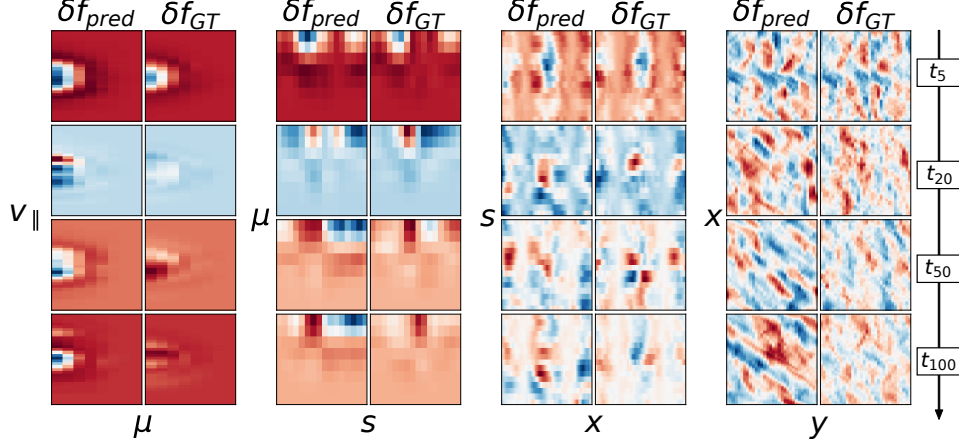 δf_pred δf_GT δf_pred δf_GT δf_pred δf_GT δf_pred δf_GT
t_5
t_20
v_∥ μ s x
t_50
t_100
μ s x y